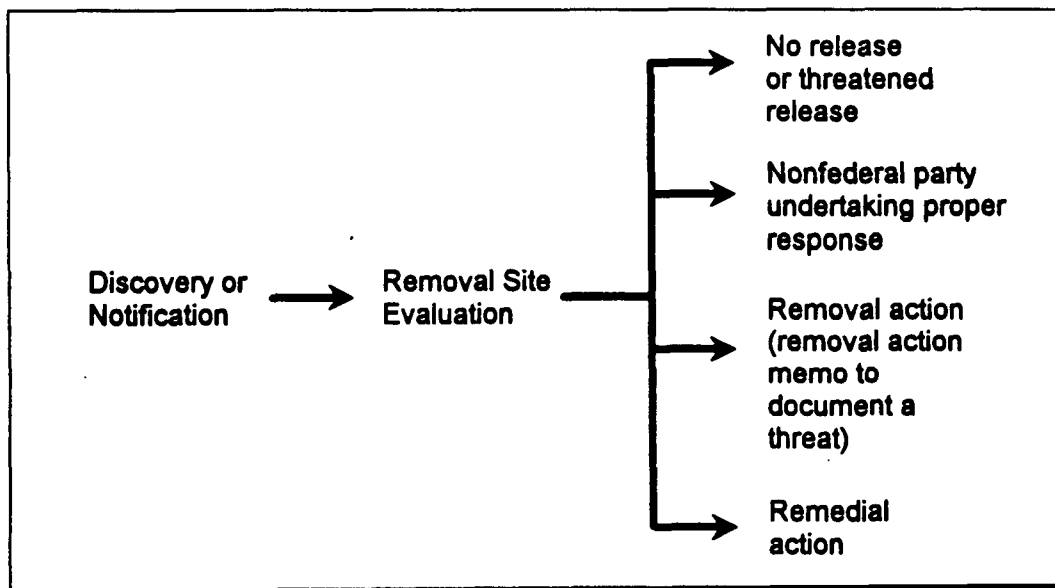 Discovery or
Notification
Removal Site
Evaluation
No release
or threatened
release
Nonfederal party
undertaking proper
response
Removal action
(removal action
memo to
document a
threat)
Remedial
action